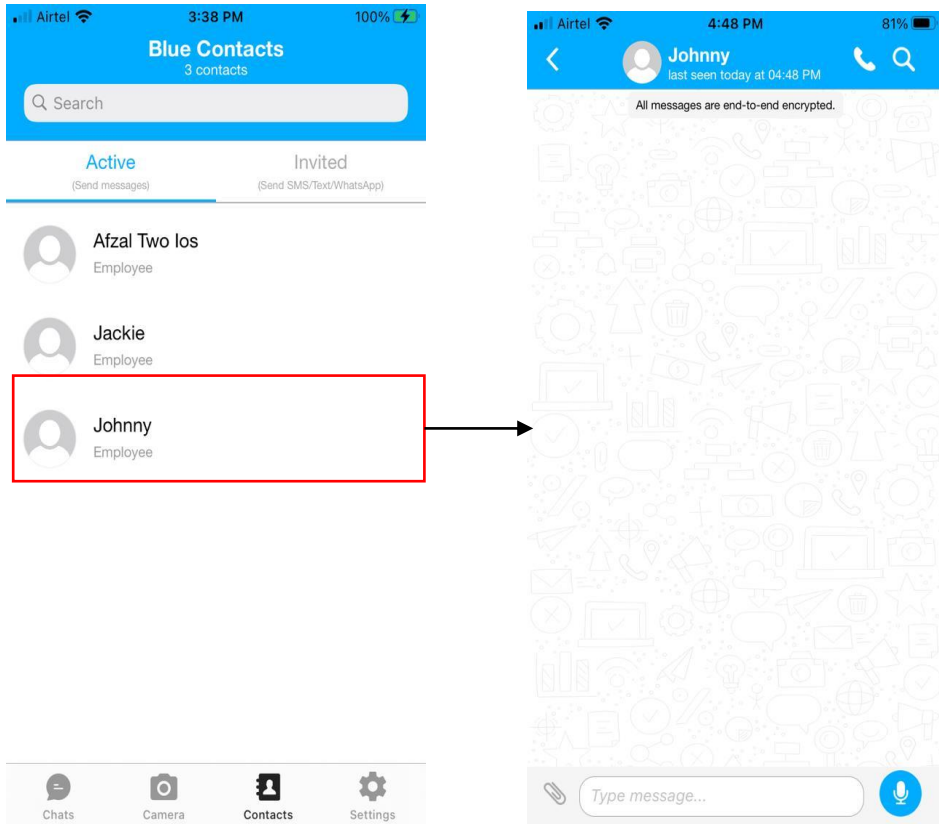 Airtel 3:38 PM 100%
Blue Contacts
3 contacts
Search
Active Invited
(Send messages) (Send SMS/Text/WhatsApp)
Afzal Two Ios
Employee
Jackie
Employee
Johnny
Employee
Chats Camera Contacts Settings
Airtel 4:48 PM 81%
Johnny
last seen today at 04:48 PM
All messages are end-to-end encrypted.
Type message...